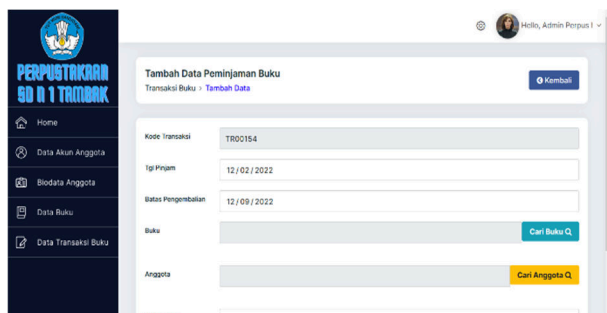 Hello, Admin Perpus1
PERPUSTAKAAN
SD N 1 TAMBAK
Home
Data Akun Anggota
Biodata Anggota
Data Buku
Data Transaksi Buku
Tambah Data Peminjaman Buku
Transaksi Buku > Tambah Data
Kembali
Kode Transaksi
TR00154
Tgl Pinjam
12 / 02 / 2022
Batas Pengembalian
12 / 09 / 2022
Buku
Cari Buku
Anggota
Cari Anggota